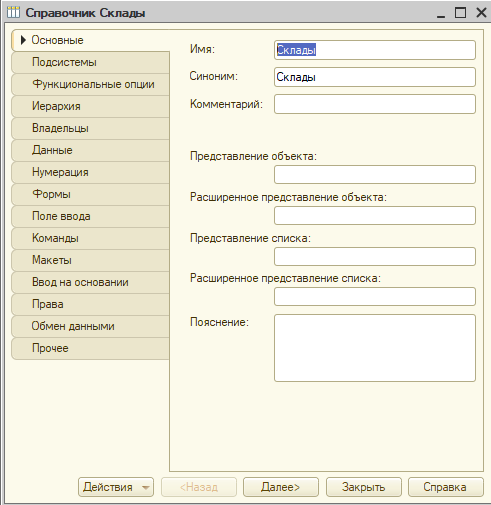 Справочник Склады
Основные
Подсистемы
Функциональные опции
Иерархия
Владельцы
Данные
Нумерация
Формы
Поле ввода
Команды
Макеты
Ввод на основании
Права
Обмен данными
Прочее
Имя: Склады
Синоним: Склады
Комментарий:
Представление объекта:
Расширенное представление объекта:
Представление списка:
Расширенное представление списка:
Пояснение:
Действия <Назад Далее> Закрыть Справка